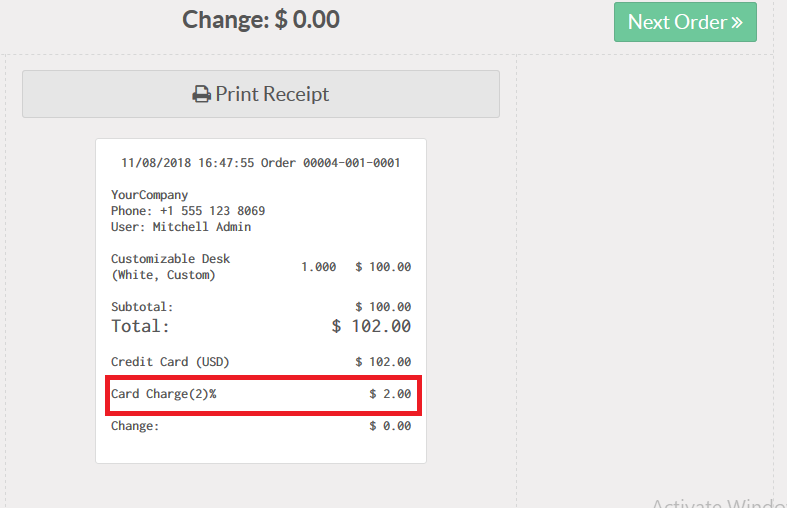 Change: $ 0.00
Next Order »
Print Receipt
11/08/2018 16:47:55 Order 00004-001-0001
YourCompany
Phone: +1 555 123 8069
User: Mitchell Admin
Customizable Desk 1.000 $ 100.00
(White, Custom)
Subtotal: $ 100.00
Total: $ 102.00
Credit Card (USD) $ 102.00
Card Charge(2)% $ 2.00
Change: $ 0.00
Activate